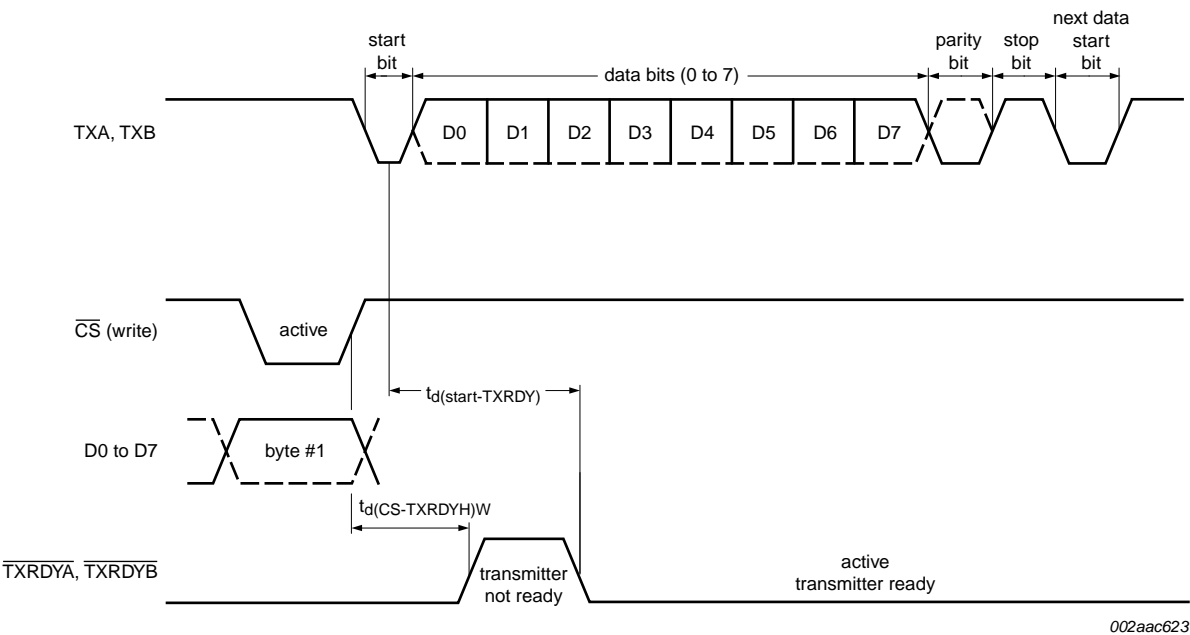 next data
start
bit
start
bit
data bits (0 to 7)
parity
bit
stop
bit
TXA, TXB
D0 D1 D2 D3 D4 D5 D6 D7
CS (write)
active
td(start-TXRDY)
D0 to D7
byte #1
td(CS-TXRDYH)W
TXRDYA, TXRDYB
transmitter
not ready
active
transmitter ready
002aac623